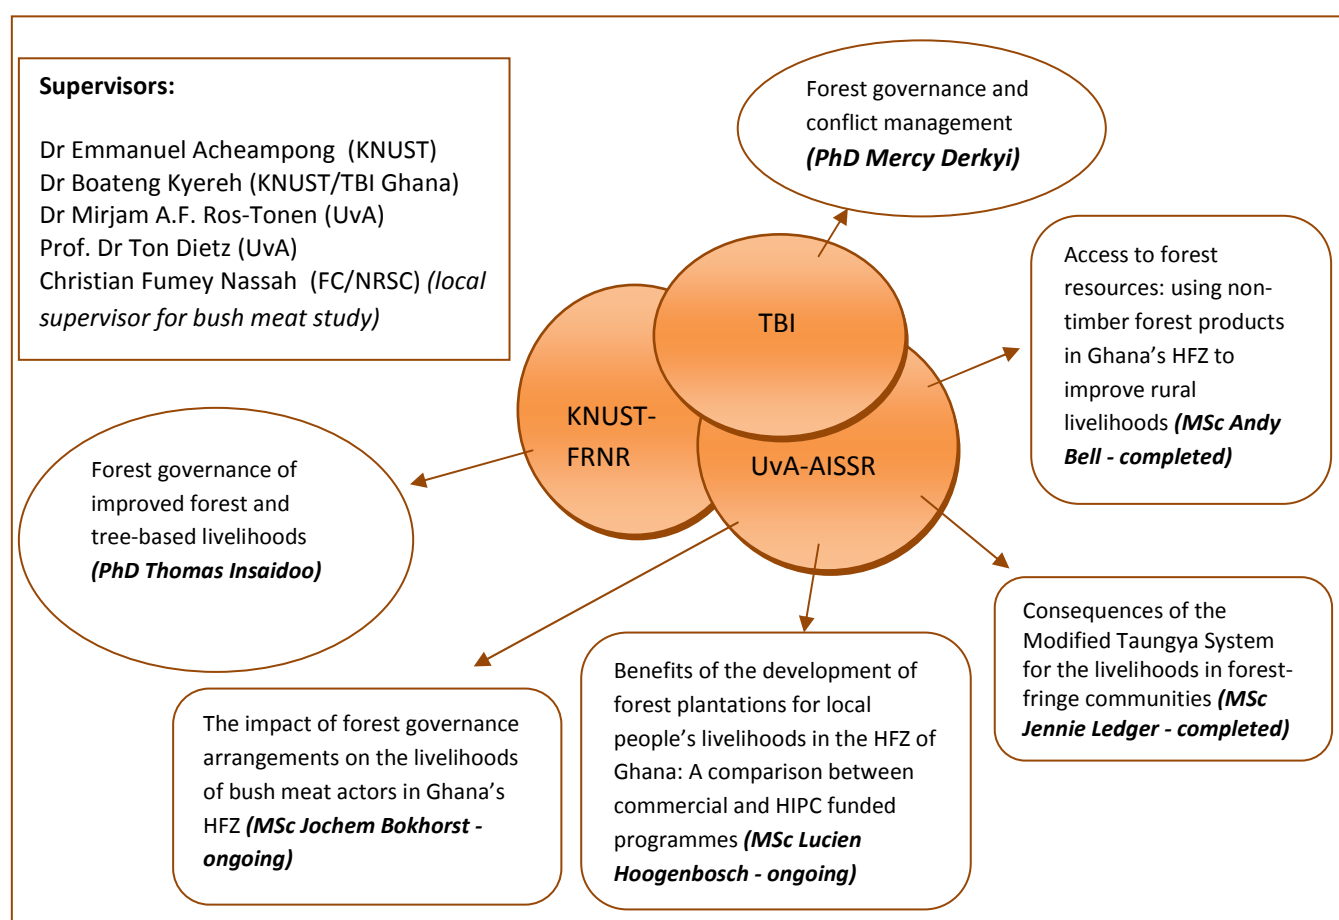 Supervisors:
Dr Emmanuel Acheampong (KNUST)
Dr Boateng Kyereh (KNUST/TBI Ghana)
Dr Mirjam A.F. Ros-Tonen (UvA)
Prof. Dr Ton Dietz (UvA)
Christian Fumey Nassah (FC/NRSC) (local
supervisor for bush meat study)
Forest governance and
conflict management
(PhD Mercy Derkyi)
Access to forest
resources: using non-
timber forest products
in Ghana's HFZ to
improve rural
livelihoods (MSc Andy
Bell - completed)
TBI
KNUST-
FRNR
UvA-AISSR
Forest governance of
improved forest and
tree-based livelihoods
(PhD Thomas Insaidoo)
Consequences of the
Modified Taungya System
for the livelihoods in forest-
fringe communities (MSc
Jennie Ledger - completed)
The impact of forest governance
arrangements on the livelihoods
of bush meat actors in Ghana's
HFZ (MSc Jochem Bokhorst -
ongoing)
Benefits of the development of
forest plantations for local
people's livelihoods in the HFZ of
Ghana: A comparison between
commercial and HIPC funded
programmes (MSc Lucien
Hoogenbosch - ongoing)